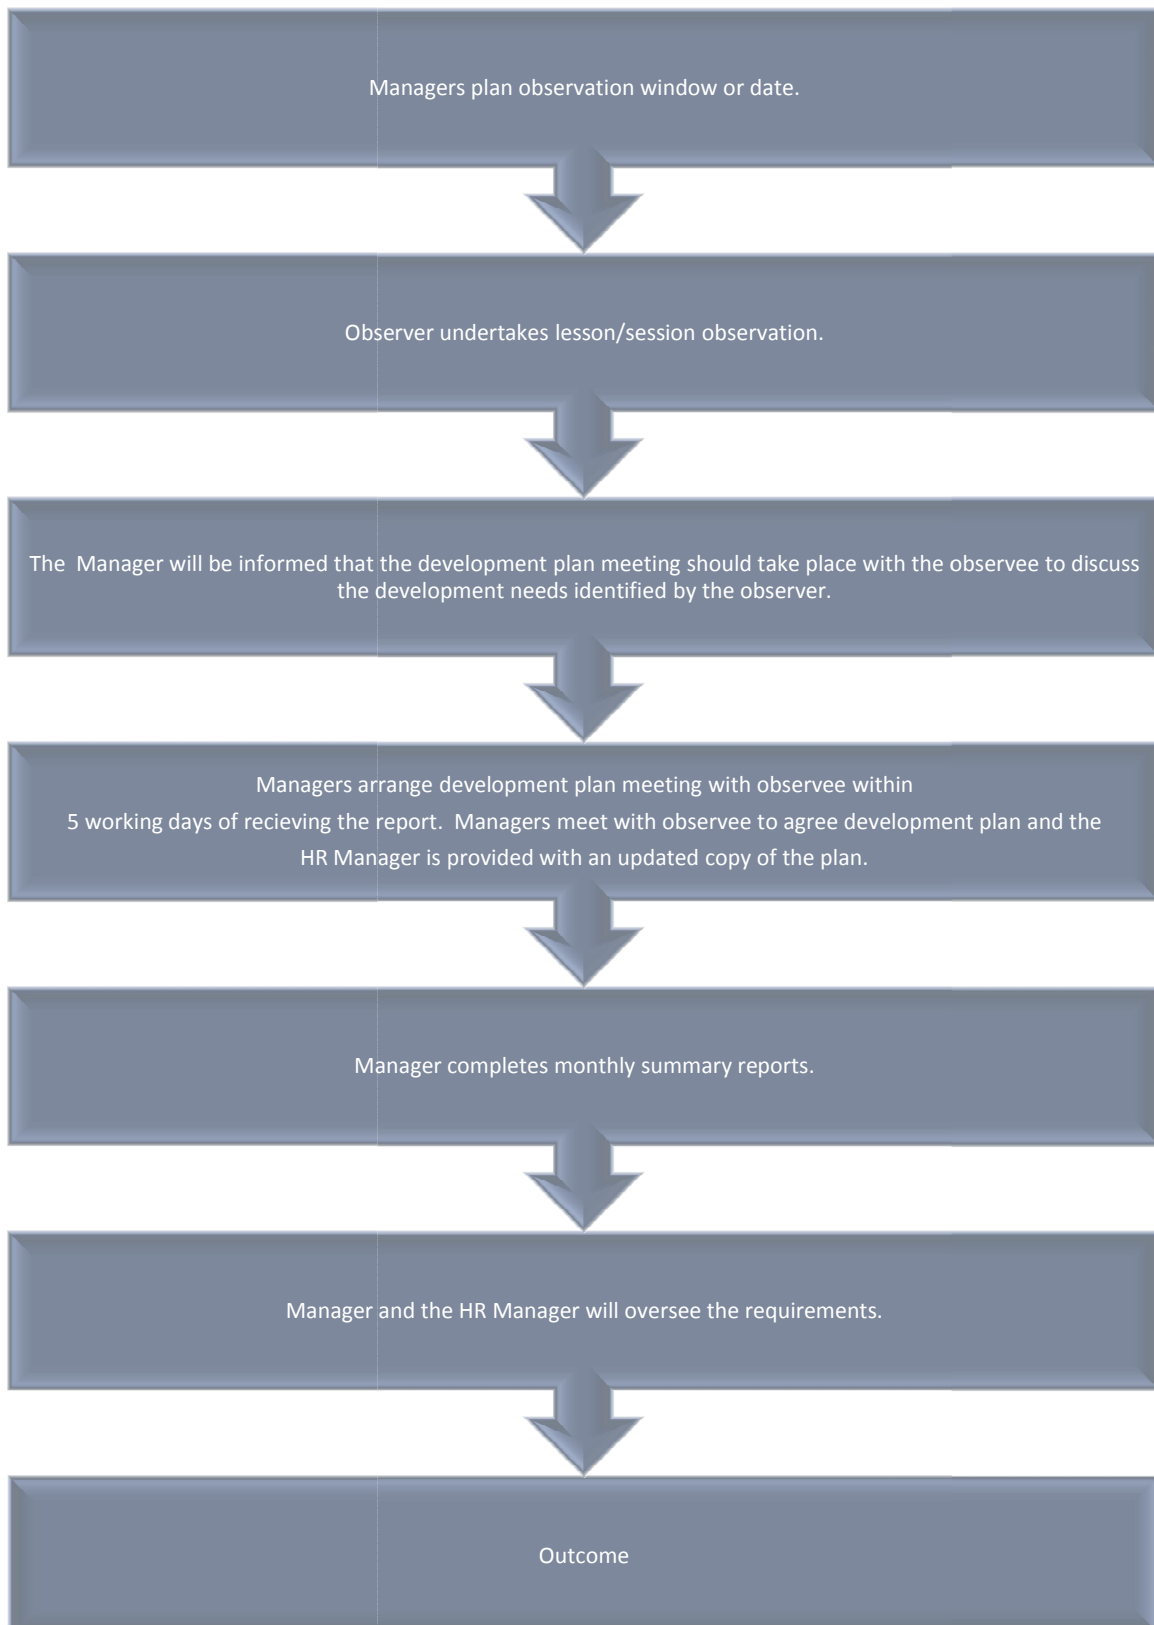 Managers plan observation window or date.
Observer undertakes lesson/session observation.
The  Manager will be informed that the development plan meeting should take place with the observee to discuss
the development needs identified by the observer.
Managers arrange development plan meeting with observee within
5 working days of recieving the report.  Managers meet with observee to agree development plan and the
HR Manager is provided with an updated copy of the plan.
Manager completes monthly summary reports.
Manager and the HR Manager will oversee the requirements.
Outcome